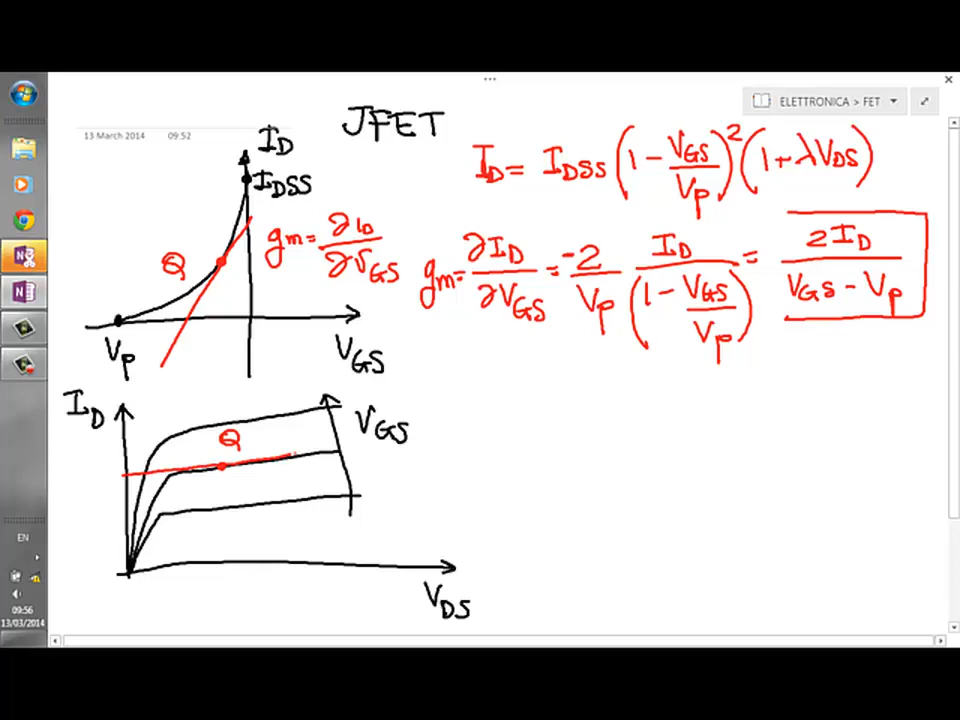 ELETTRONICA > FET
13 March 2014 09:52
JFET
I_D
I_DSS
I_D = I_DSS (1 - V_GS/V_p)^2 (1 + λV_DS)
Q
g_m = ∂I_D/∂V_GS
g_m = ∂I_D/∂V_GS = -2/V_p I_D/(1 - V_GS/V_p) = 2I_D/(V_GS - V_p)
V_p
V_GS
I_D
V_GS
Q
V_DS
EN
09:56
13/03/2014